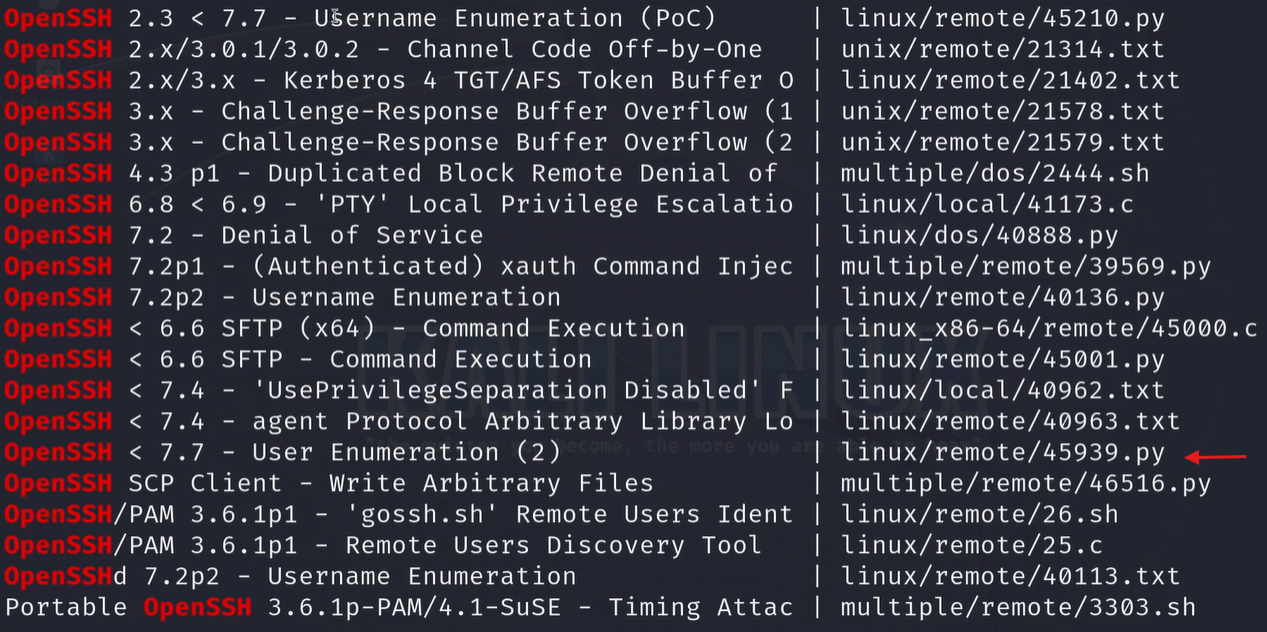 OpenSSH 2.3 < 7.7 - Username Enumeration (PoC) | linux/remote/45210.py
OpenSSH 2.x/3.0.1/3.0.2 - Channel Code Off-by-One | unix/remote/21314.txt
OpenSSH 2.x/3.x - Kerberos 4 TGT/AFS Token Buffer O | linux/remote/21402.txt
OpenSSH 3.x - Challenge-Response Buffer Overflow (1 | unix/remote/21578.txt
OpenSSH 3.x - Challenge-Response Buffer Overflow (2 | unix/remote/21579.txt
OpenSSH 4.3 p1 - Duplicated Block Remote Denial of | multiple/dos/2444.sh
OpenSSH 6.8 < 6.9 - 'PTY' Local Privilege Escalatio | linux/local/41173.c
OpenSSH 7.2 - Denial of Service | linux/dos/40888.py
OpenSSH 7.2p1 - (Authenticated) xauth Command Injec | multiple/remote/39569.py
OpenSSH 7.2p2 - Username Enumeration | linux/remote/40136.py
OpenSSH < 6.6 SFTP (x64) - Command Execution | linux_x86-64/remote/45000.c
OpenSSH < 6.6 SFTP - Command Execution | linux/remote/45001.py
OpenSSH < 7.4 - 'UsePrivilegeSeparation Disabled' F | linux/local/40962.txt
OpenSSH < 7.4 - agent Protocol Arbitrary Library Lo | linux/remote/40963.txt
OpenSSH < 7.7 - User Enumeration (2) | linux/remote/45939.py
OpenSSH SCP Client - Write Arbitrary Files | multiple/remote/46516.py
OpenSSH/PAM 3.6.1p1 - 'gossh.sh' Remote Users Ident | linux/remote/26.sh
OpenSSH/PAM 3.6.1p1 - Remote Users Discovery Tool | linux/remote/25.c
OpenSSHd 7.2p2 - Username Enumeration | linux/remote/40113.txt
Portable OpenSSH 3.6.1p-PAM/4.1-SuSE - Timing Attac | multiple/remote/3303.sh
KALI LINUX